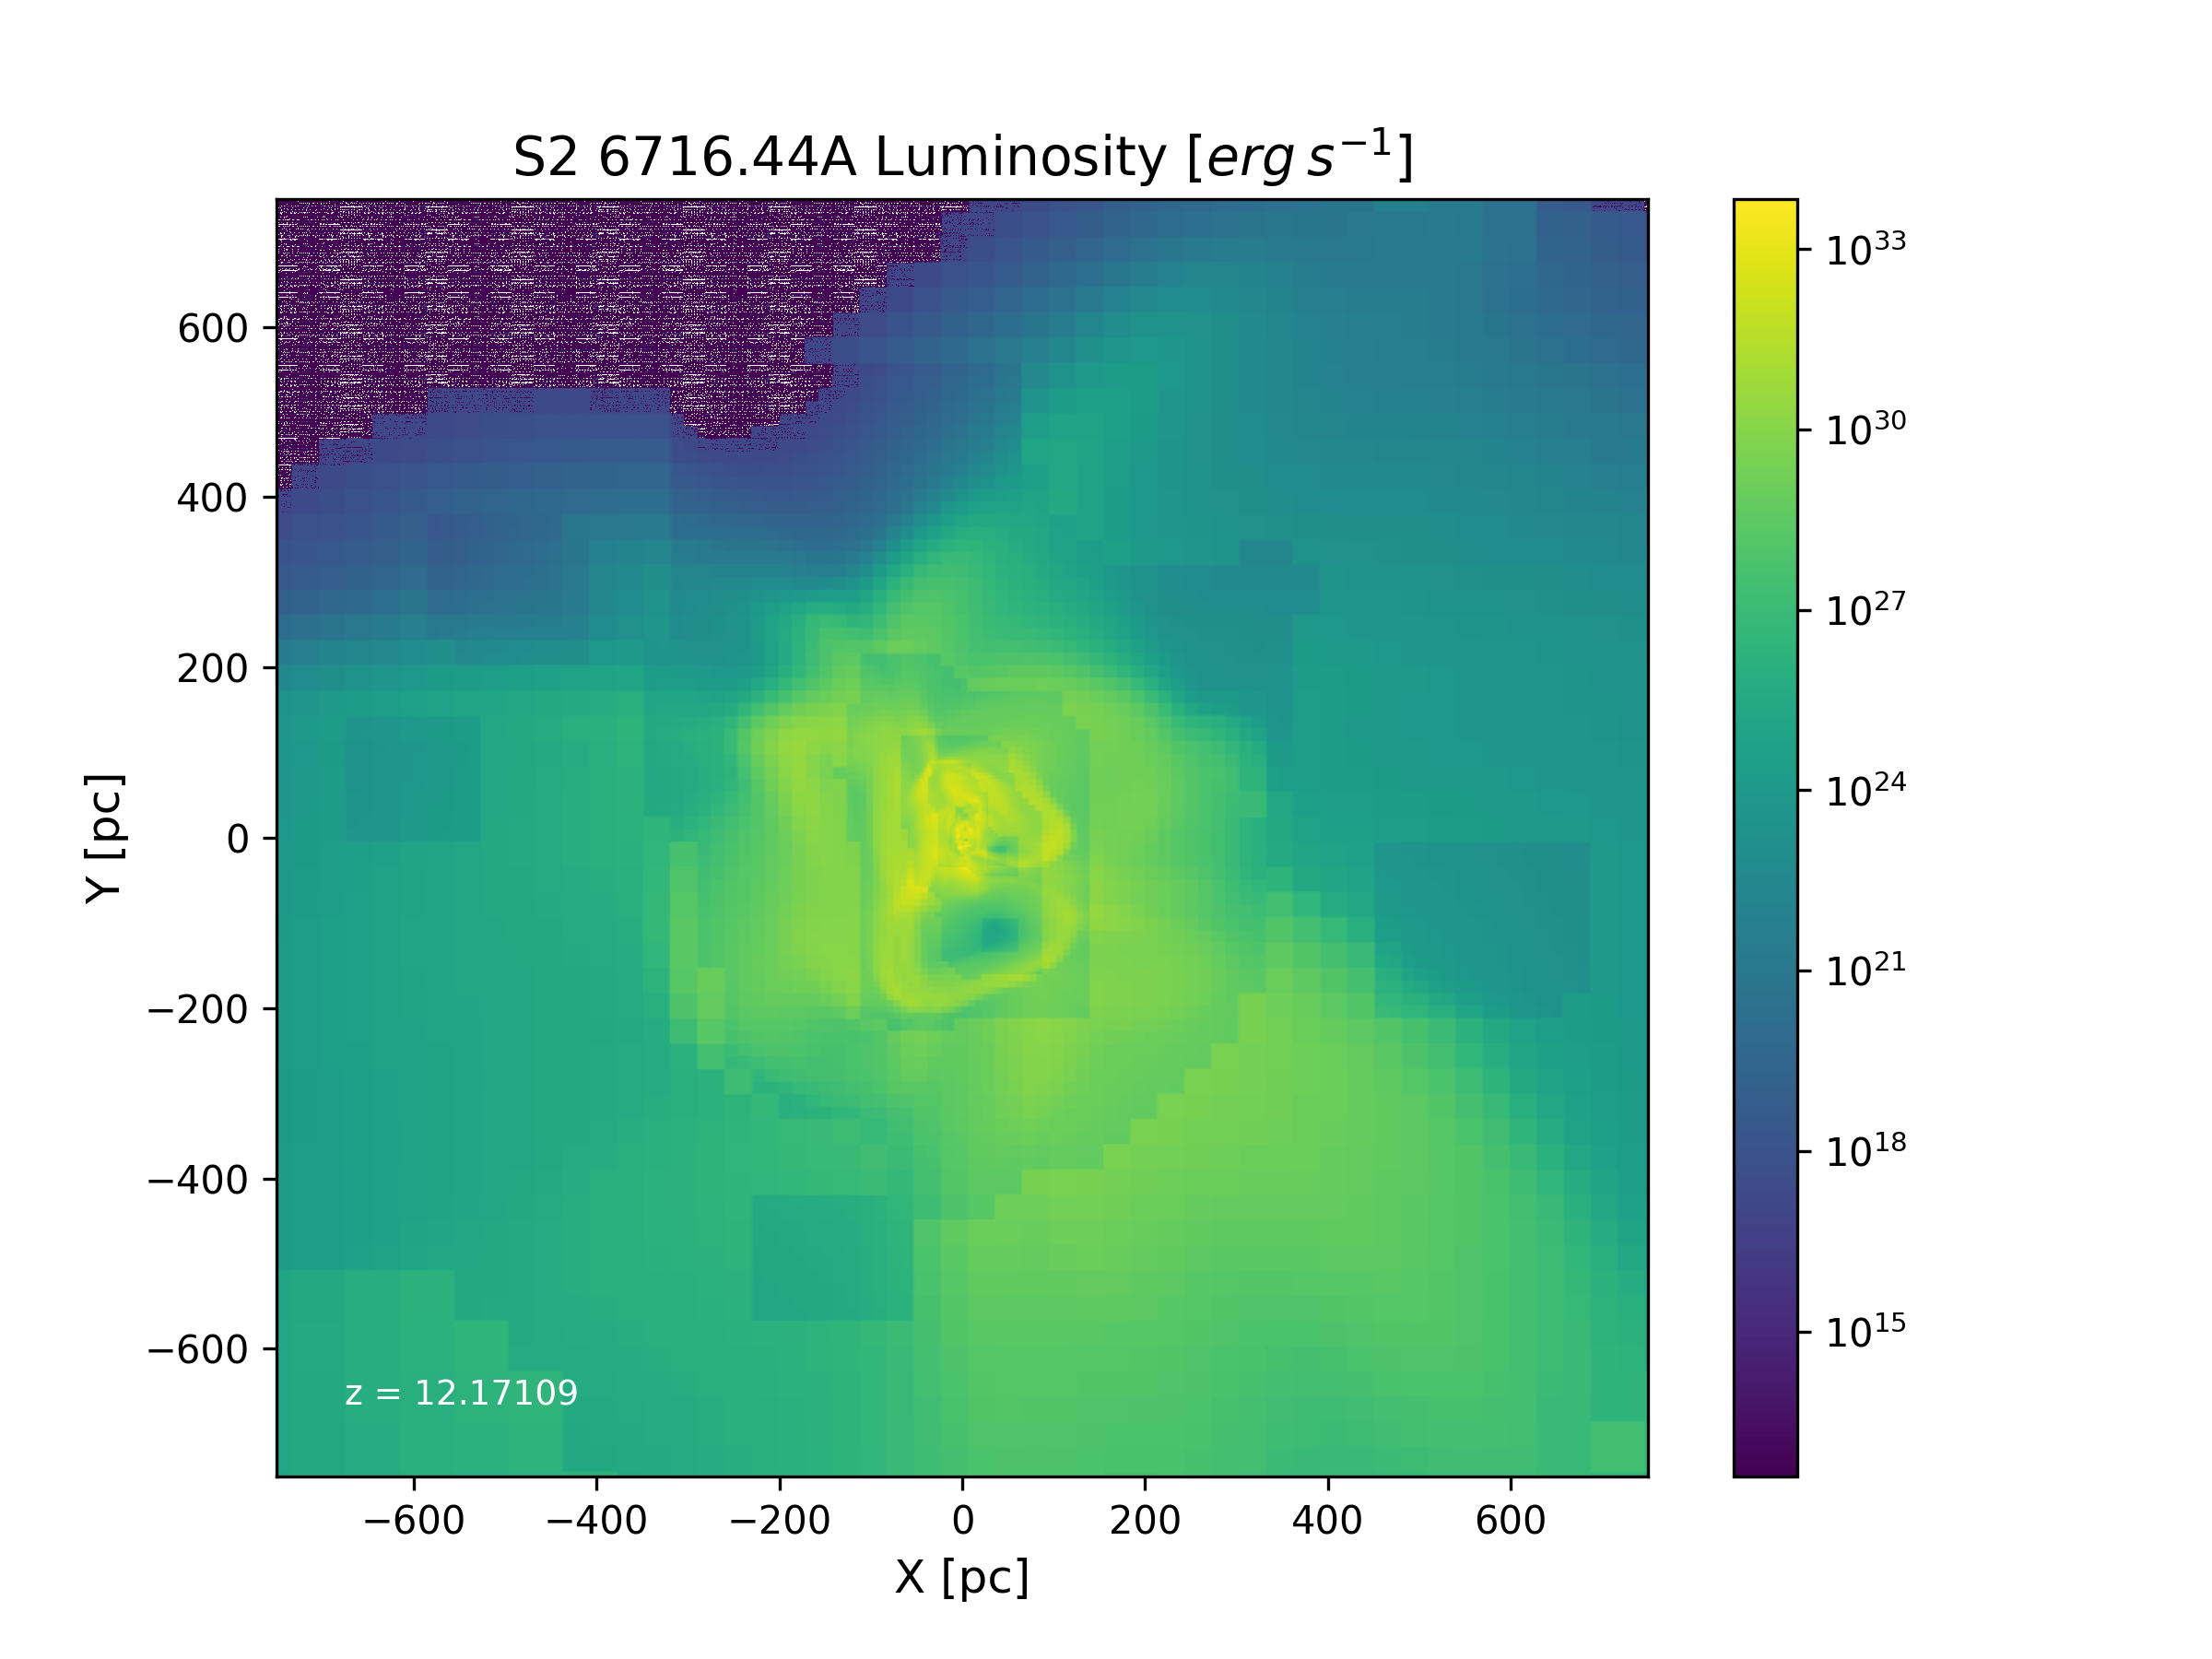 S2 6716.44A Luminosity [erg s⁻¹]
10³³
600
10³⁰
400
10²⁷
200
10²⁴
Y [pc]
0
10²¹
−200
10¹⁸
−400
10¹⁵
−600
z = 12.17109
−600 −400 −200 0 200 400 600
X [pc]